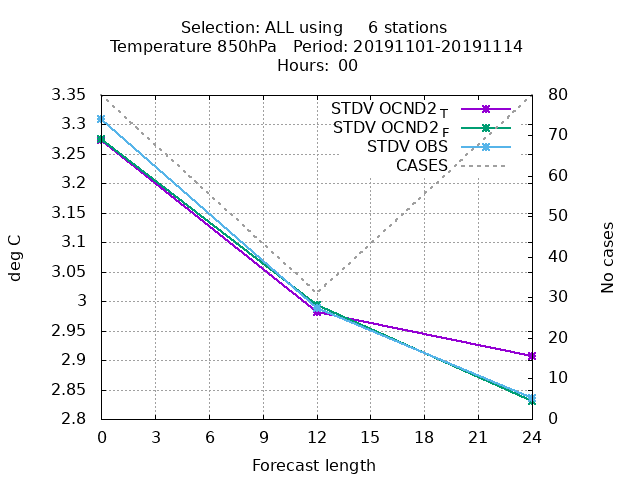 Selection: ALL using     6 stations
Temperature 850hPa   Period: 20191101-20191114
Hours:  00
STDV OCND2_T
STDV OCND2_F
STDV OBS
CASES
3.35
3.3
3.25
3.2
3.15
3.1
3.05
3
2.95
2.9
2.85
2.8
deg C
80
70
60
50
40
30
20
10
0
No cases
0 3 6 9 12 15 18 21 24
Forecast length